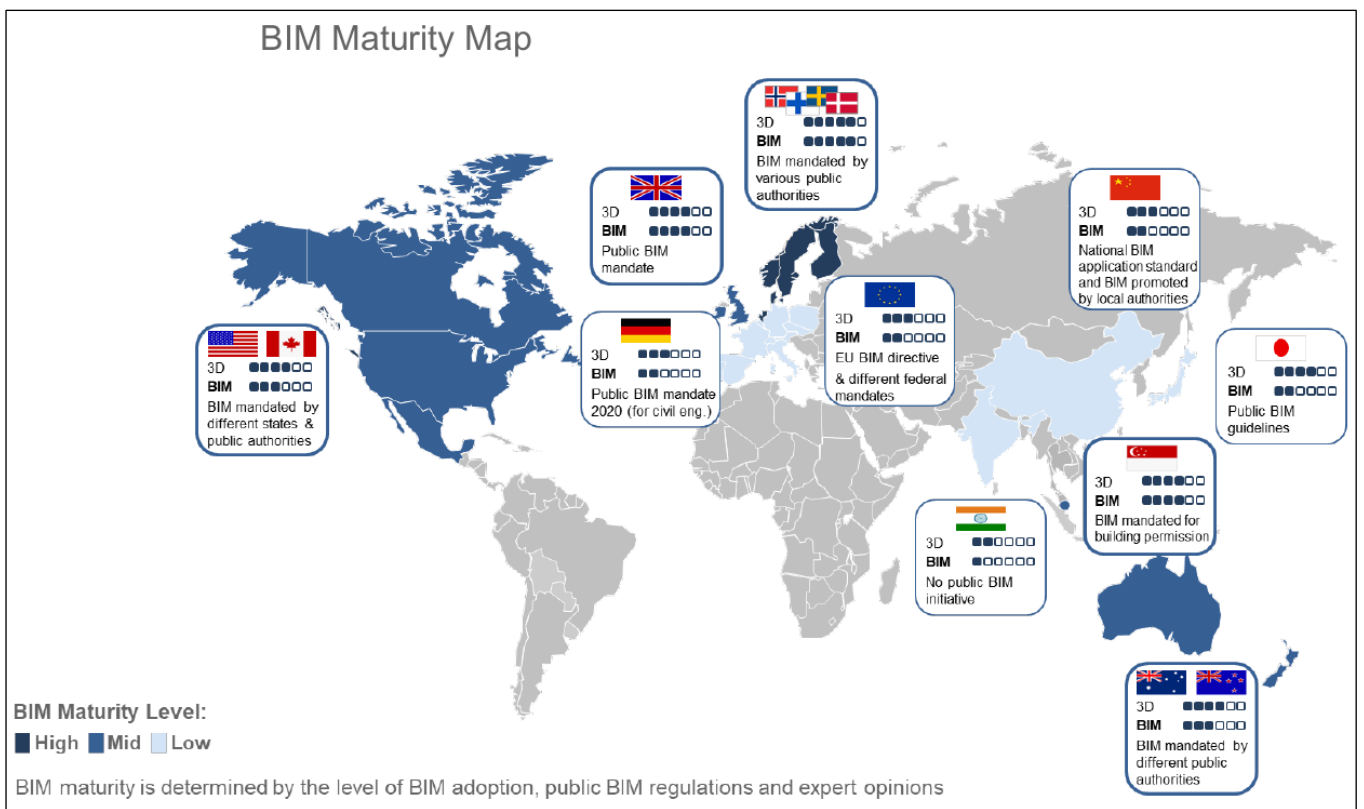 BIM Maturity Map
3D
BIM
BIM mandated by
various public
authorities
3D
BIM
Public BIM
mandate
3D
BIM
National BIM
application standard
and BIM promoted
by local authorities
3D
BIM
EU BIM directive
& different federal
mandates
3D
BIM
Public BIM mandate
2020 (for civil eng.)
3D
BIM
BIM mandated by
different states &
public authorities
3D
BIM
Public BIM
guidelines
3D
BIM
BIM mandated for
building permission
3D
BIM
No public BIM
initiative
3D
BIM
BIM mandated by
different public
authorities
BIM Maturity Level:
High Mid Low
BIM maturity is determined by the level of BIM adoption, public BIM regulations and expert opinions